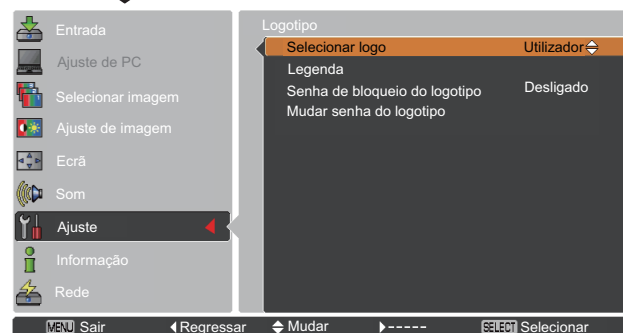 Entrada
Ajuste de PC
Selecionar imagem
Ajuste de imagem
Ecrã
Som
Ajuste
Informação
Rede
Logotipo
Selecionar logo Utilizador
Legenda
Senha de bloqueio do logotipo Desligado
Mudar senha do logotipo
MENU Sair Regressar Mudar ----- SELECT Selecionar